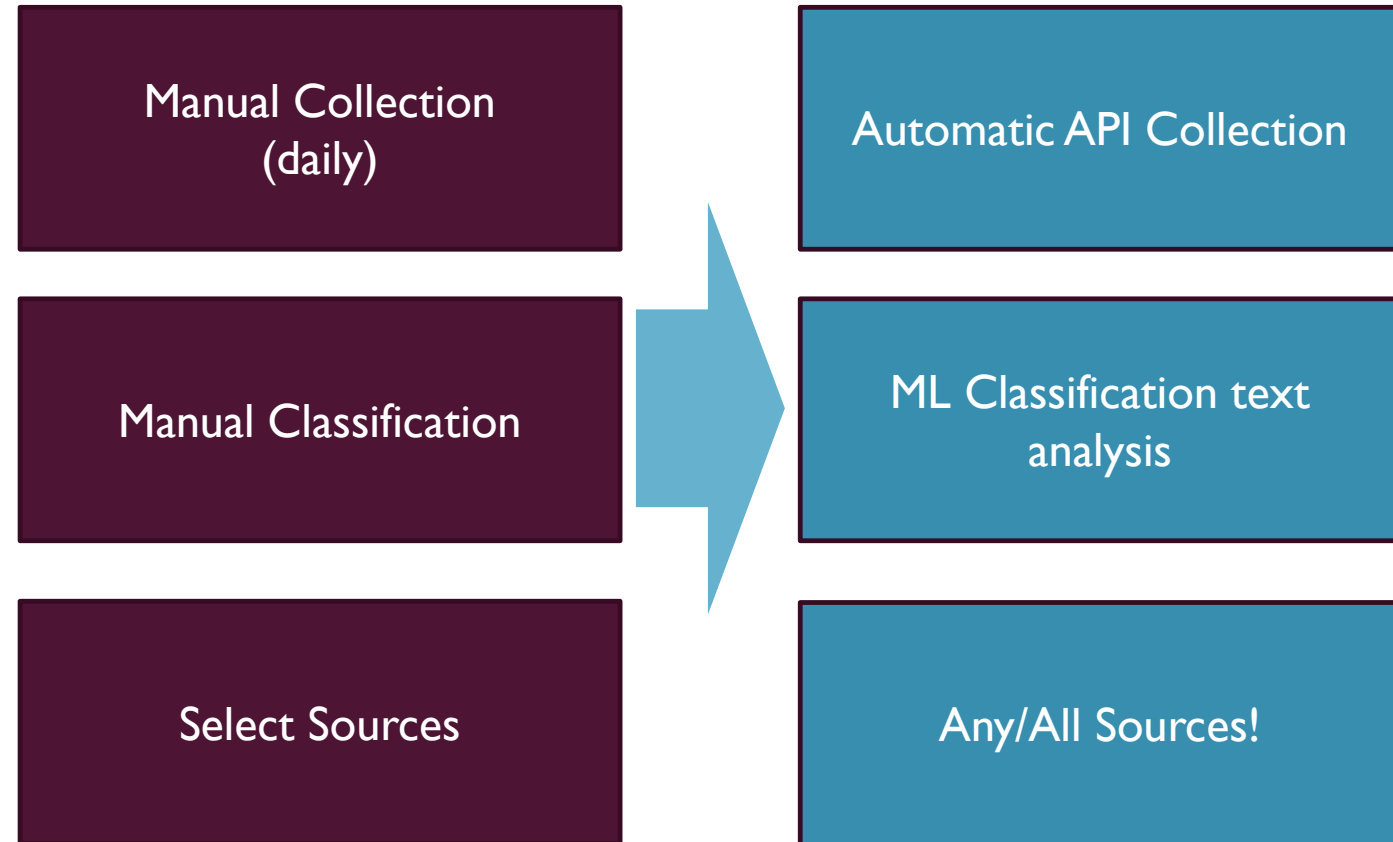 Manual Collection
(daily)
Automatic API Collection
Manual Classification
ML Classification text
analysis
Select Sources
Any/All Sources!